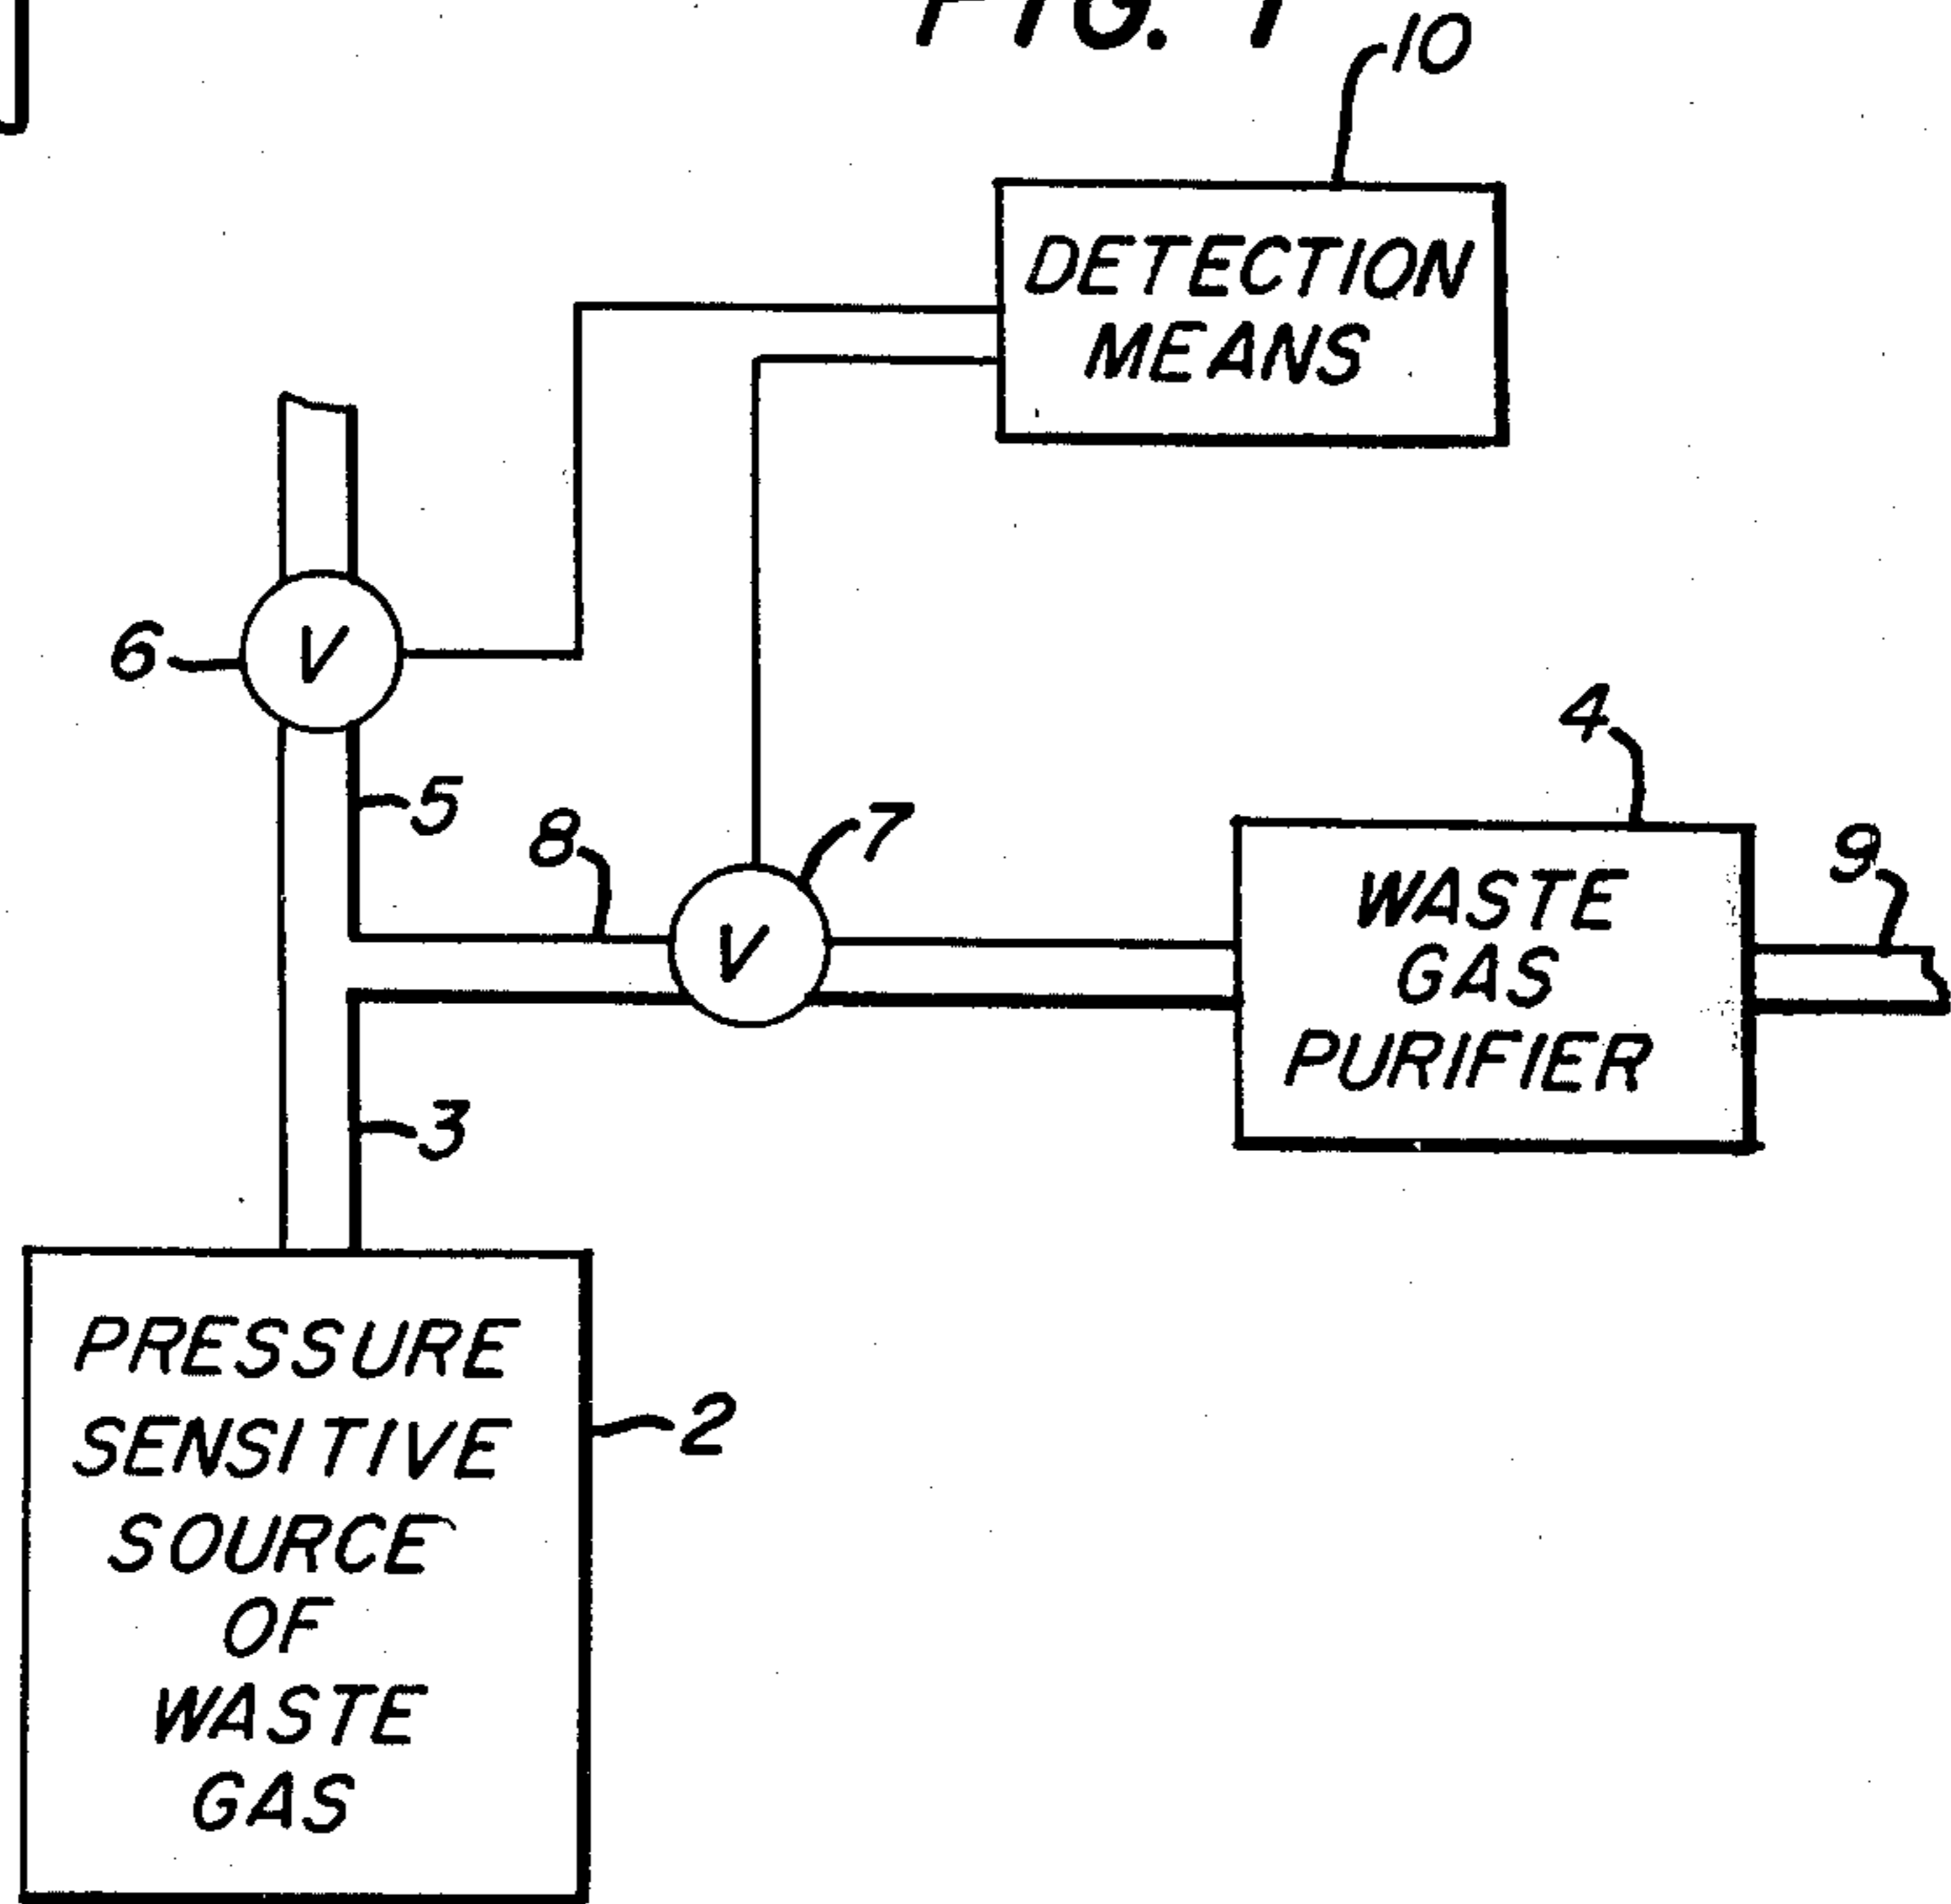 FIG. 1
10
DETECTION
MEANS
6
V
5
8
7
V
4
WASTE
GAS
PURIFIER
9
3
PRESSURE
SENSITIVE
SOURCE
OF
WASTE
GAS
2